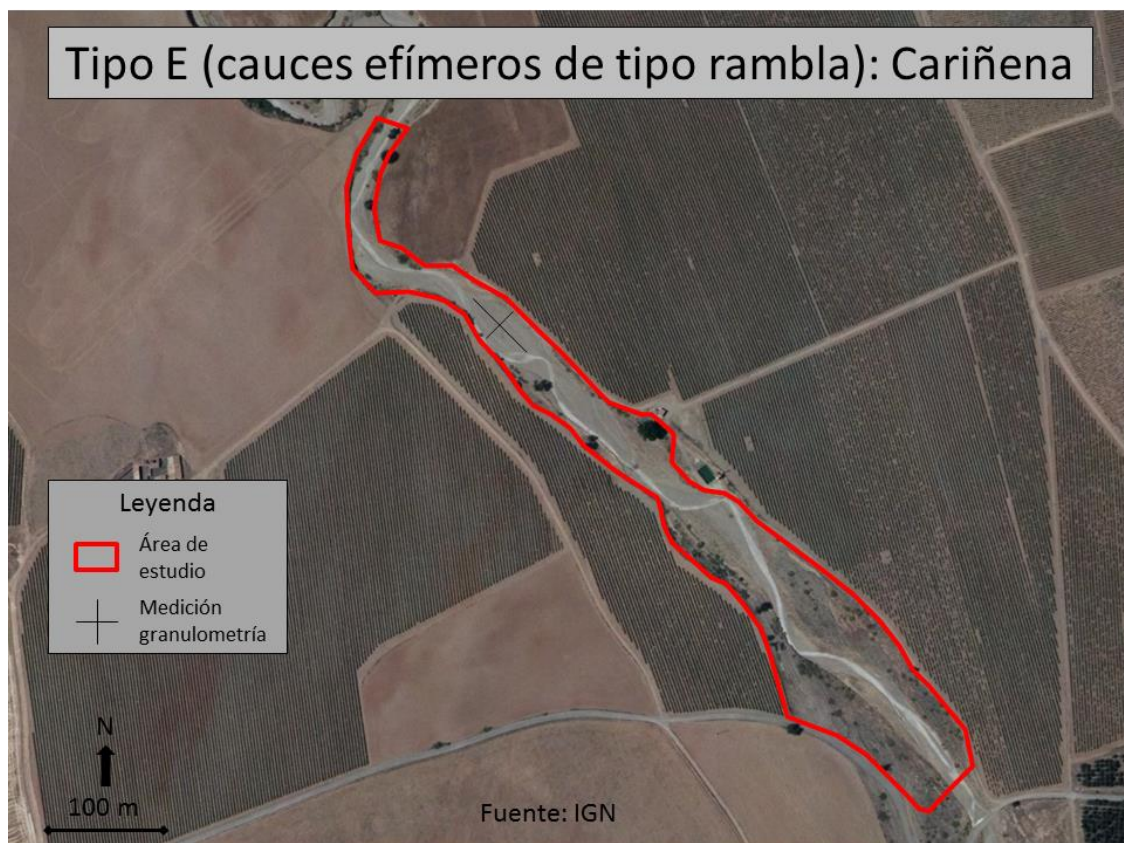 Tipo E (cauces efímeros de tipo rambla): Cariñena
Leyenda
Área de
estudio
Medición
granulometría
N
100 m
Fuente: IGN